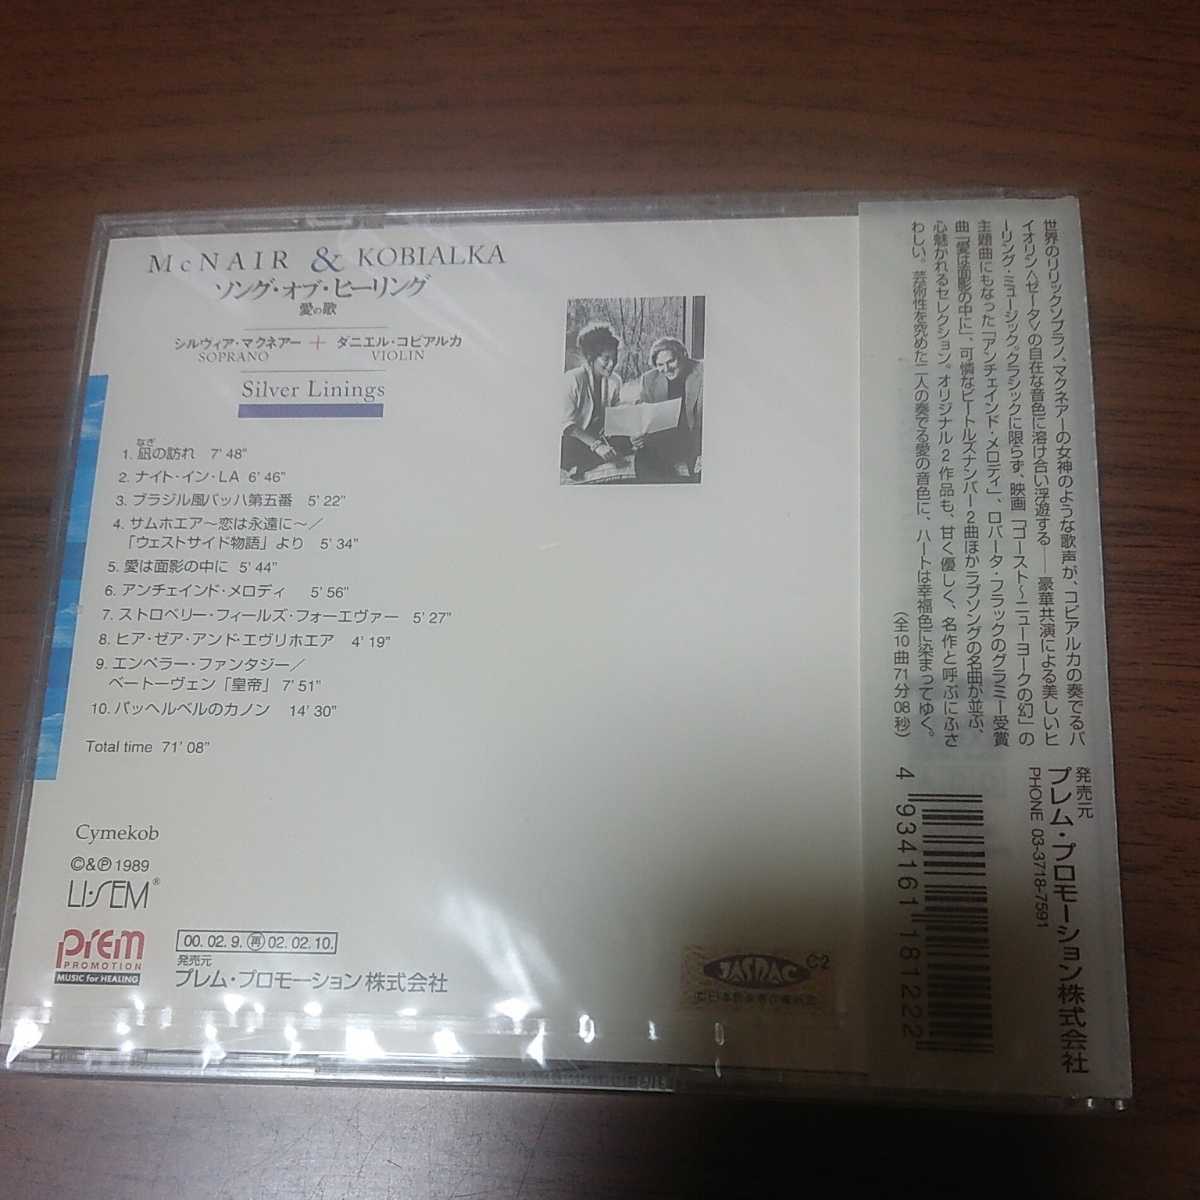 McNAIR & KOBIALKA
ソング・オブ・ヒーリング
愛の歌
シルヴィア・マクネアー + ダニエル・コビアルカ
SOPRANO VIOLIN
Silver Linings
なぎ
1. 凪の訪れ 7'48"
2. ナイト・イン・LA 6'46"
3. ブラジル風バッハ第五番 5'22"
4. サムホエア〜恋は永遠に〜／
「ウェストサイド物語」より 5'34"
5. 愛は面影の中に 5'44"
6. アンチェインド・メロディ 5'56"
7. ストロベリー・フィールズ・フォーエヴァー 5'27"
8. ヒア・ゼア・アンド・エヴリホエア 4'19"
9. エンペラー・ファンタジー／
ベートーヴェン「皇帝」 7'51"
10. パッヘルベルのカノン 14'30"
Total time 71'08"
Cymekob
©&℗ 1989
LI·SEM®
prem
PROMOTION
MUSIC for HEALING
00. 02. 9. ㊞再 02. 02. 10.
発売元
プレム・プロモーション株式会社
JASRAC
C-2
世界のリリックソプラノ、マクネアーの女神のような歌声が、コビアルカの奏でるバ
イオリン〈ゼータ〉の自在な音色に溶け合い浮遊する——豪華共演による美しいヒ
ーリング・ミュージック。クラシックに限らず、映画「ゴースト〜ニューヨークの幻」の
主題曲にもなった「アンチェインド・メロディ」、ロバータ・フラックのグラミー受賞
曲「愛は面影の中に」、可憐なビートルズナンバー2曲ほかラブソングの名曲が並ぶ、
心魅かれるセレクション。オリジナル2作品も、甘く優しく、名作と呼ぶにふさ
わしい。芸術性を究めた二人の奏でる愛の音色に、ハートは幸福色に染まってゆく。
(全10曲71分08秒)
発売元
プレム・プロモーション株式会社
PHONE 03-3718-7591
4 934161 181222